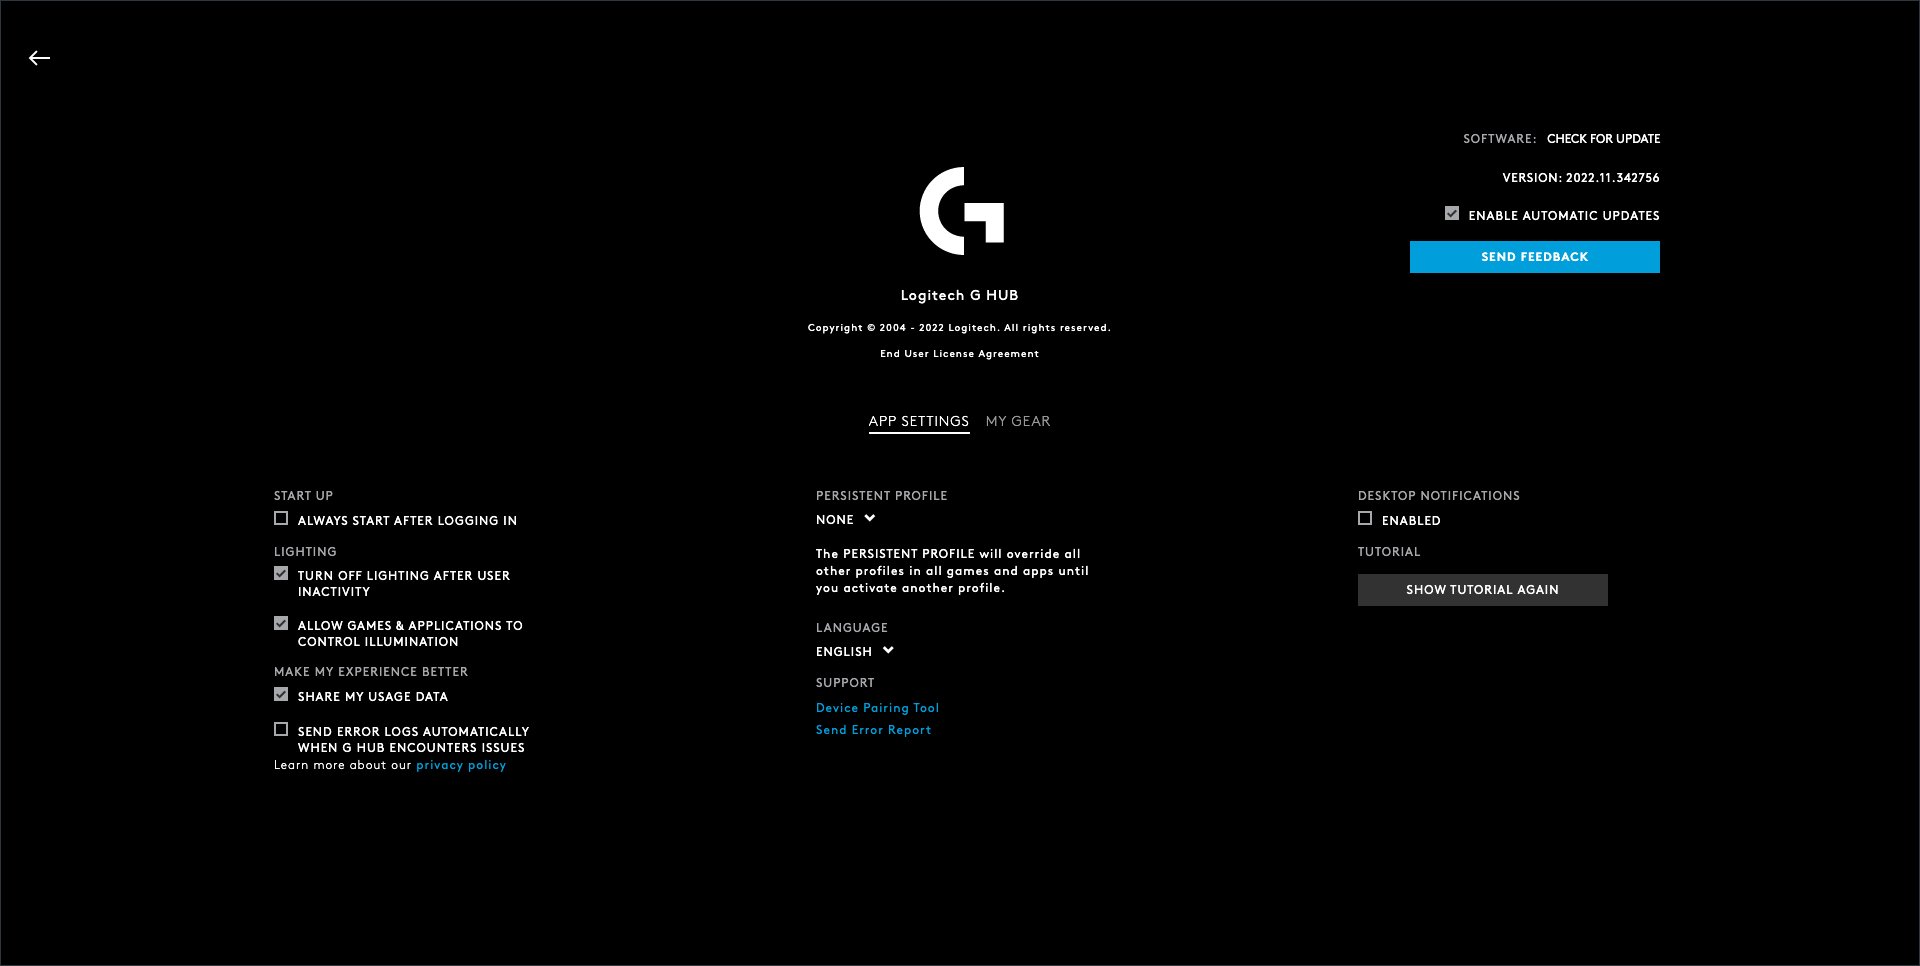 SOFTWARE: CHECK FOR UPDATE
VERSION: 2022.11.342756
ENABLE AUTOMATIC UPDATES
SEND FEEDBACK
Logitech G HUB
Copyright © 2004 - 2022 Logitech. All rights reserved.
End User License Agreement
APP SETTINGS MY GEAR
START UP
ALWAYS START AFTER LOGGING IN
LIGHTING
TURN OFF LIGHTING AFTER USER
INACTIVITY
ALLOW GAMES & APPLICATIONS TO
CONTROL ILLUMINATION
MAKE MY EXPERIENCE BETTER
SHARE MY USAGE DATA
SEND ERROR LOGS AUTOMATICALLY
WHEN G HUB ENCOUNTERS ISSUES
Learn more about our privacy policy
PERSISTENT PROFILE
NONE
The PERSISTENT PROFILE will override all
other profiles in all games and apps until
you activate another profile.
LANGUAGE
ENGLISH
SUPPORT
Device Pairing Tool
Send Error Report
DESKTOP NOTIFICATIONS
ENABLED
TUTORIAL
SHOW TUTORIAL AGAIN